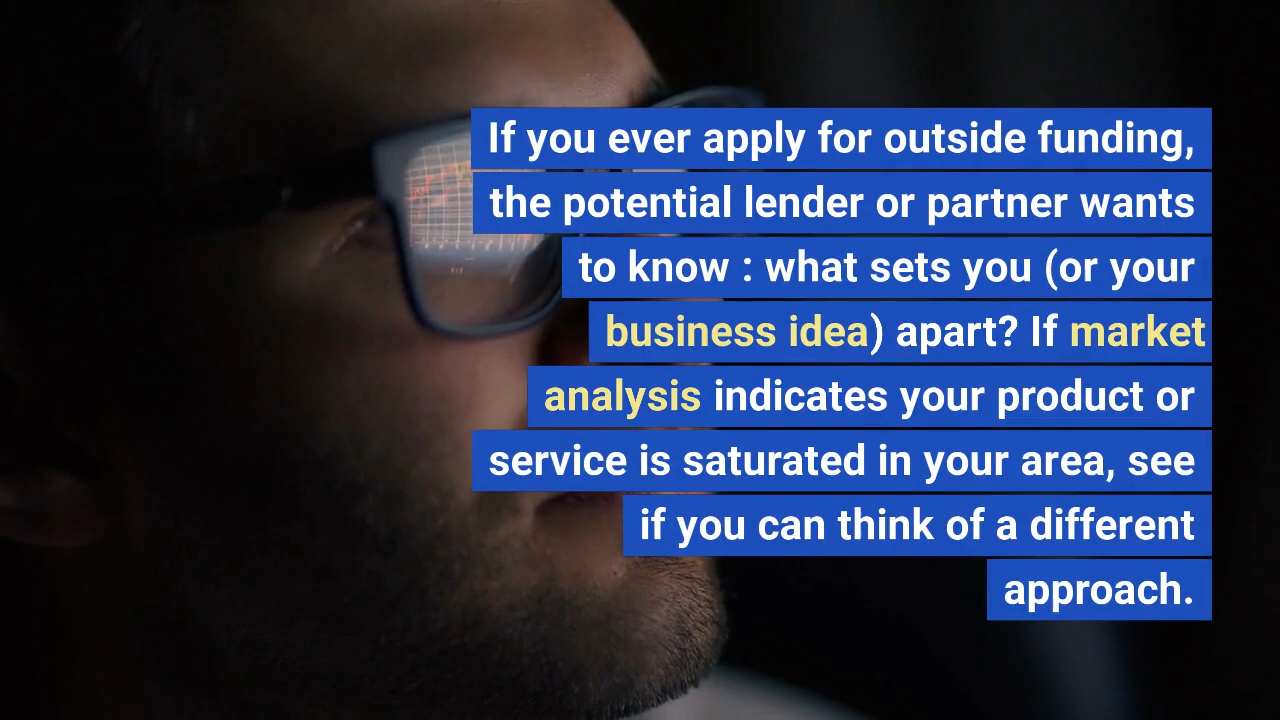 If you ever apply for outside funding,
the potential lender or partner wants
to know : what sets you (or your
business idea) apart? If market
analysis indicates your product or
service is saturated in your area, see
if you can think of a different
approach.